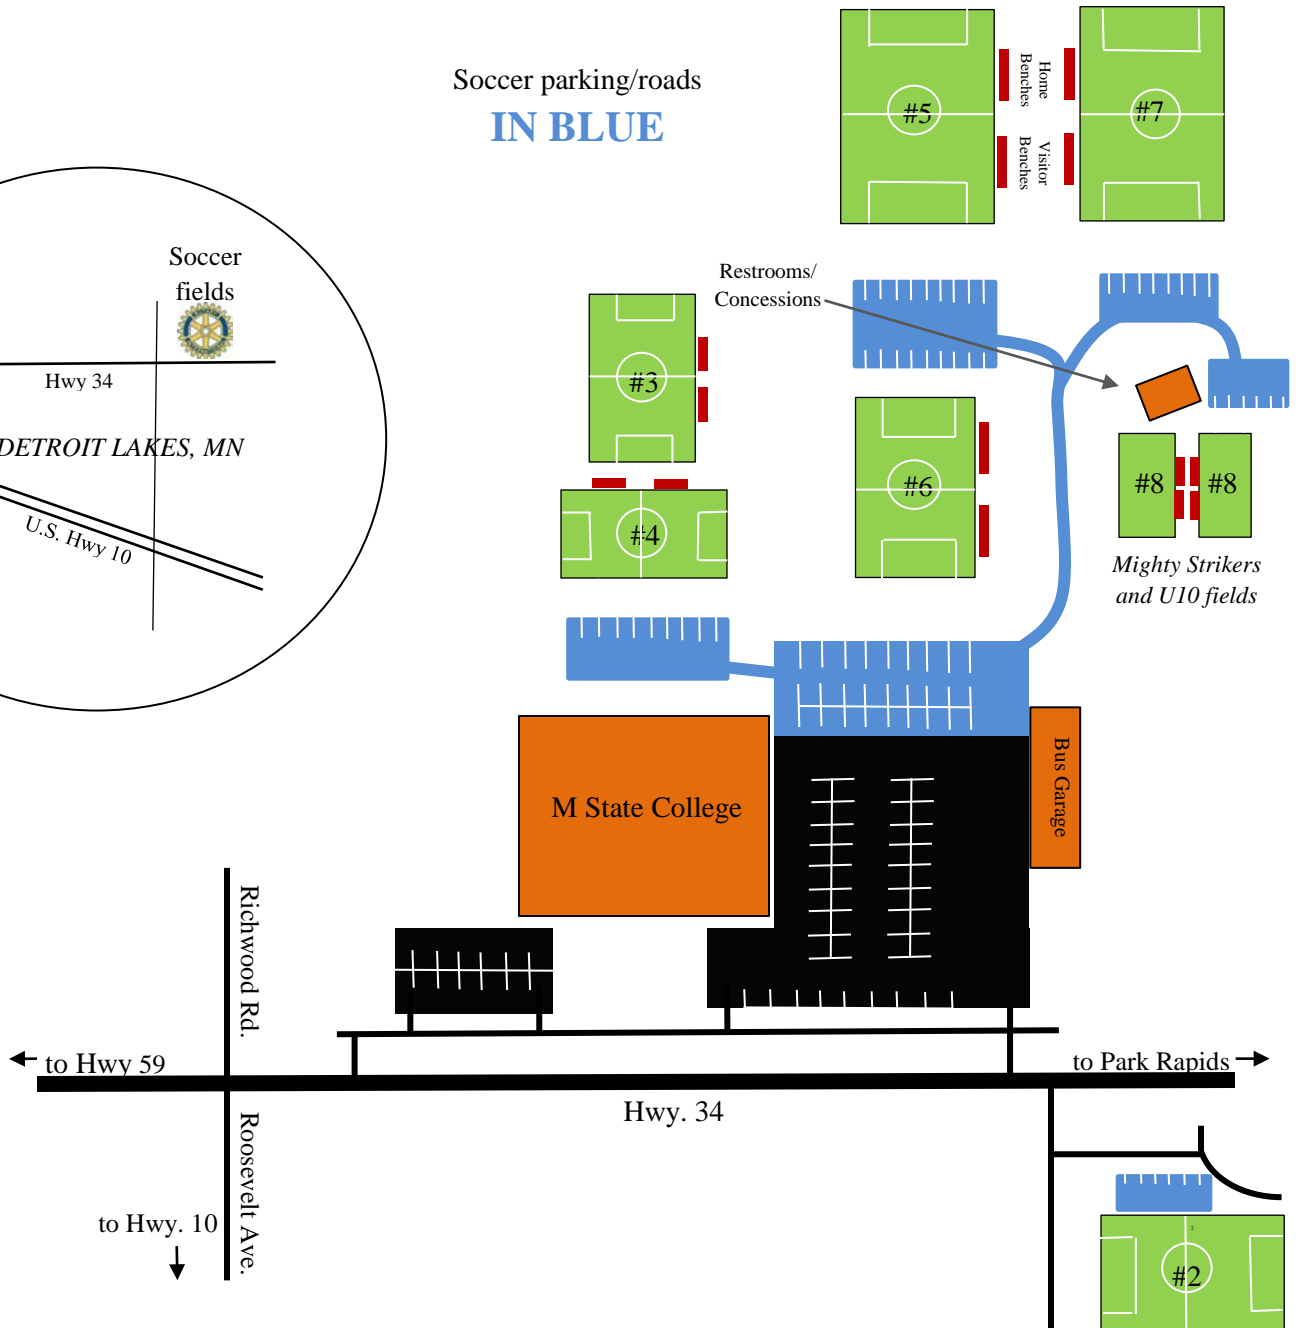 Soccer parking/roads
IN BLUE
#5
Home
Benches
Visitor
Benches
#7
Soccer
fields
Hwy 34
DETROIT LAKES, MN
U.S. Hwy 10
Restrooms/
Concessions
#3
#4
#6
#8
#8
Mighty Strikers
and U10 fields
M State College
Bus Garage
Richwood Rd.
to Hwy 59
to Park Rapids
Hwy. 34
Roosevelt Ave.
to Hwy. 10
2
#2